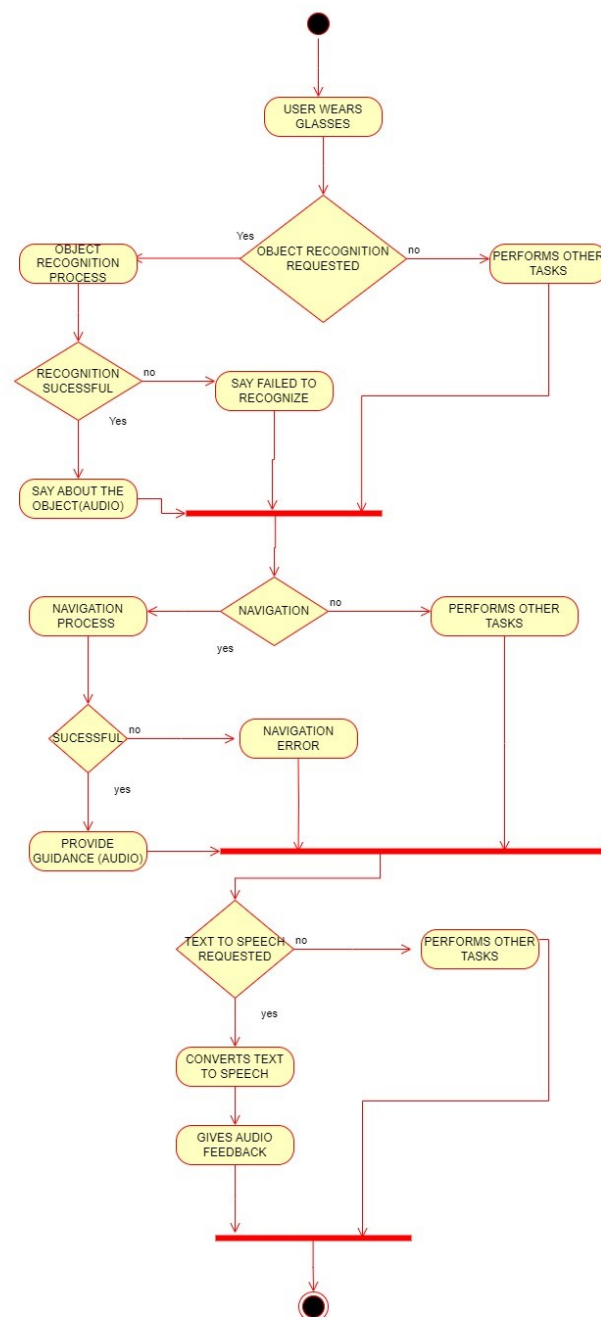 USER WEARS
GLASSES
OBJECT RECOGNITION
REQUESTED
Yes
no
OBJECT
RECOGNITION
PROCESS
PERFORMS OTHER
TASKS
RECOGNITION
SUCESSFUL
no
Yes
SAY FAILED TO
RECOGNIZE
SAY ABOUT THE
OBJECT(AUDIO)
NAVIGATION
no
yes
NAVIGATION
PROCESS
PERFORMS OTHER
TASKS
SUCESSFUL
no
yes
NAVIGATION
ERROR
PROVIDE
GUIDANCE (AUDIO)
TEXT TO SPEECH
REQUESTED
no
yes
PERFORMS OTHER
TASKS
CONVERTS TEXT
TO SPEECH
GIVES AUDIO
FEEDBACK